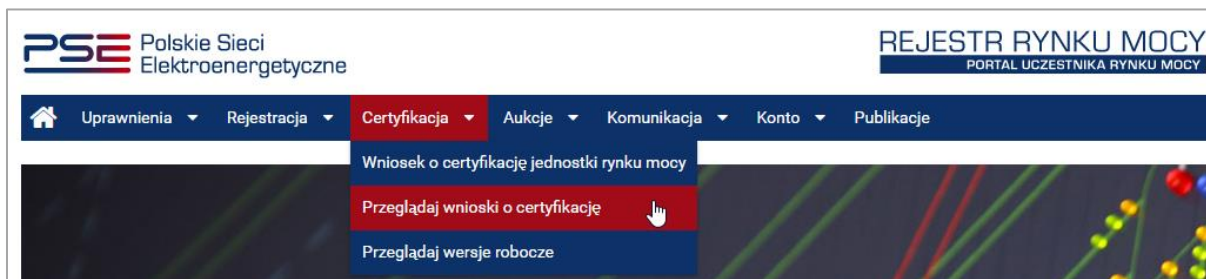 PSE Polskie Sieci
Elektroenergetyczne
REJESTR RYNKU MOCY
PORTAL UCZESTNIKA RYNKU MOCY
Uprawnienia Rejestracja Certyfikacja Aukcje Komunikacja Konto Publikacje
Wniosek o certyfikację jednostki rynku mocy
Przeglądaj wnioski o certyfikację
Przeglądaj wersje robocze